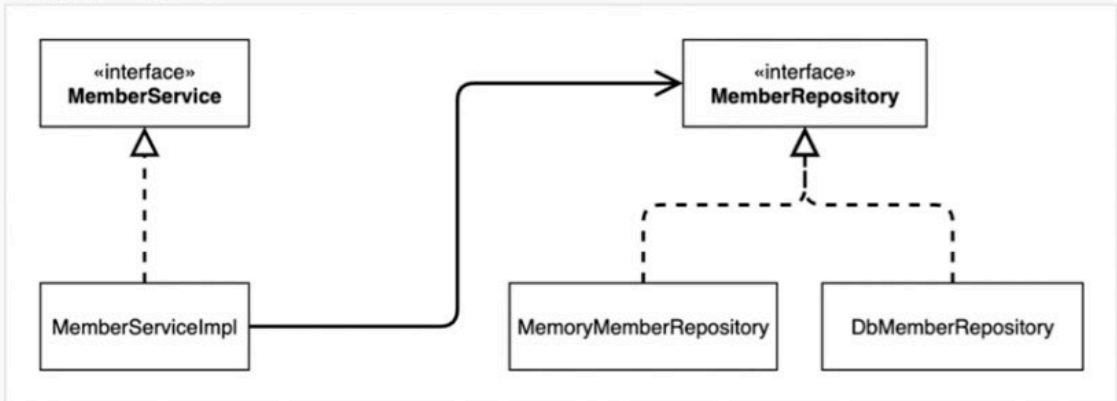 «interface»
MemberService
«interface»
MemberRepository
MemberServiceImpl
MemoryMemberRepository
DbMemberRepository